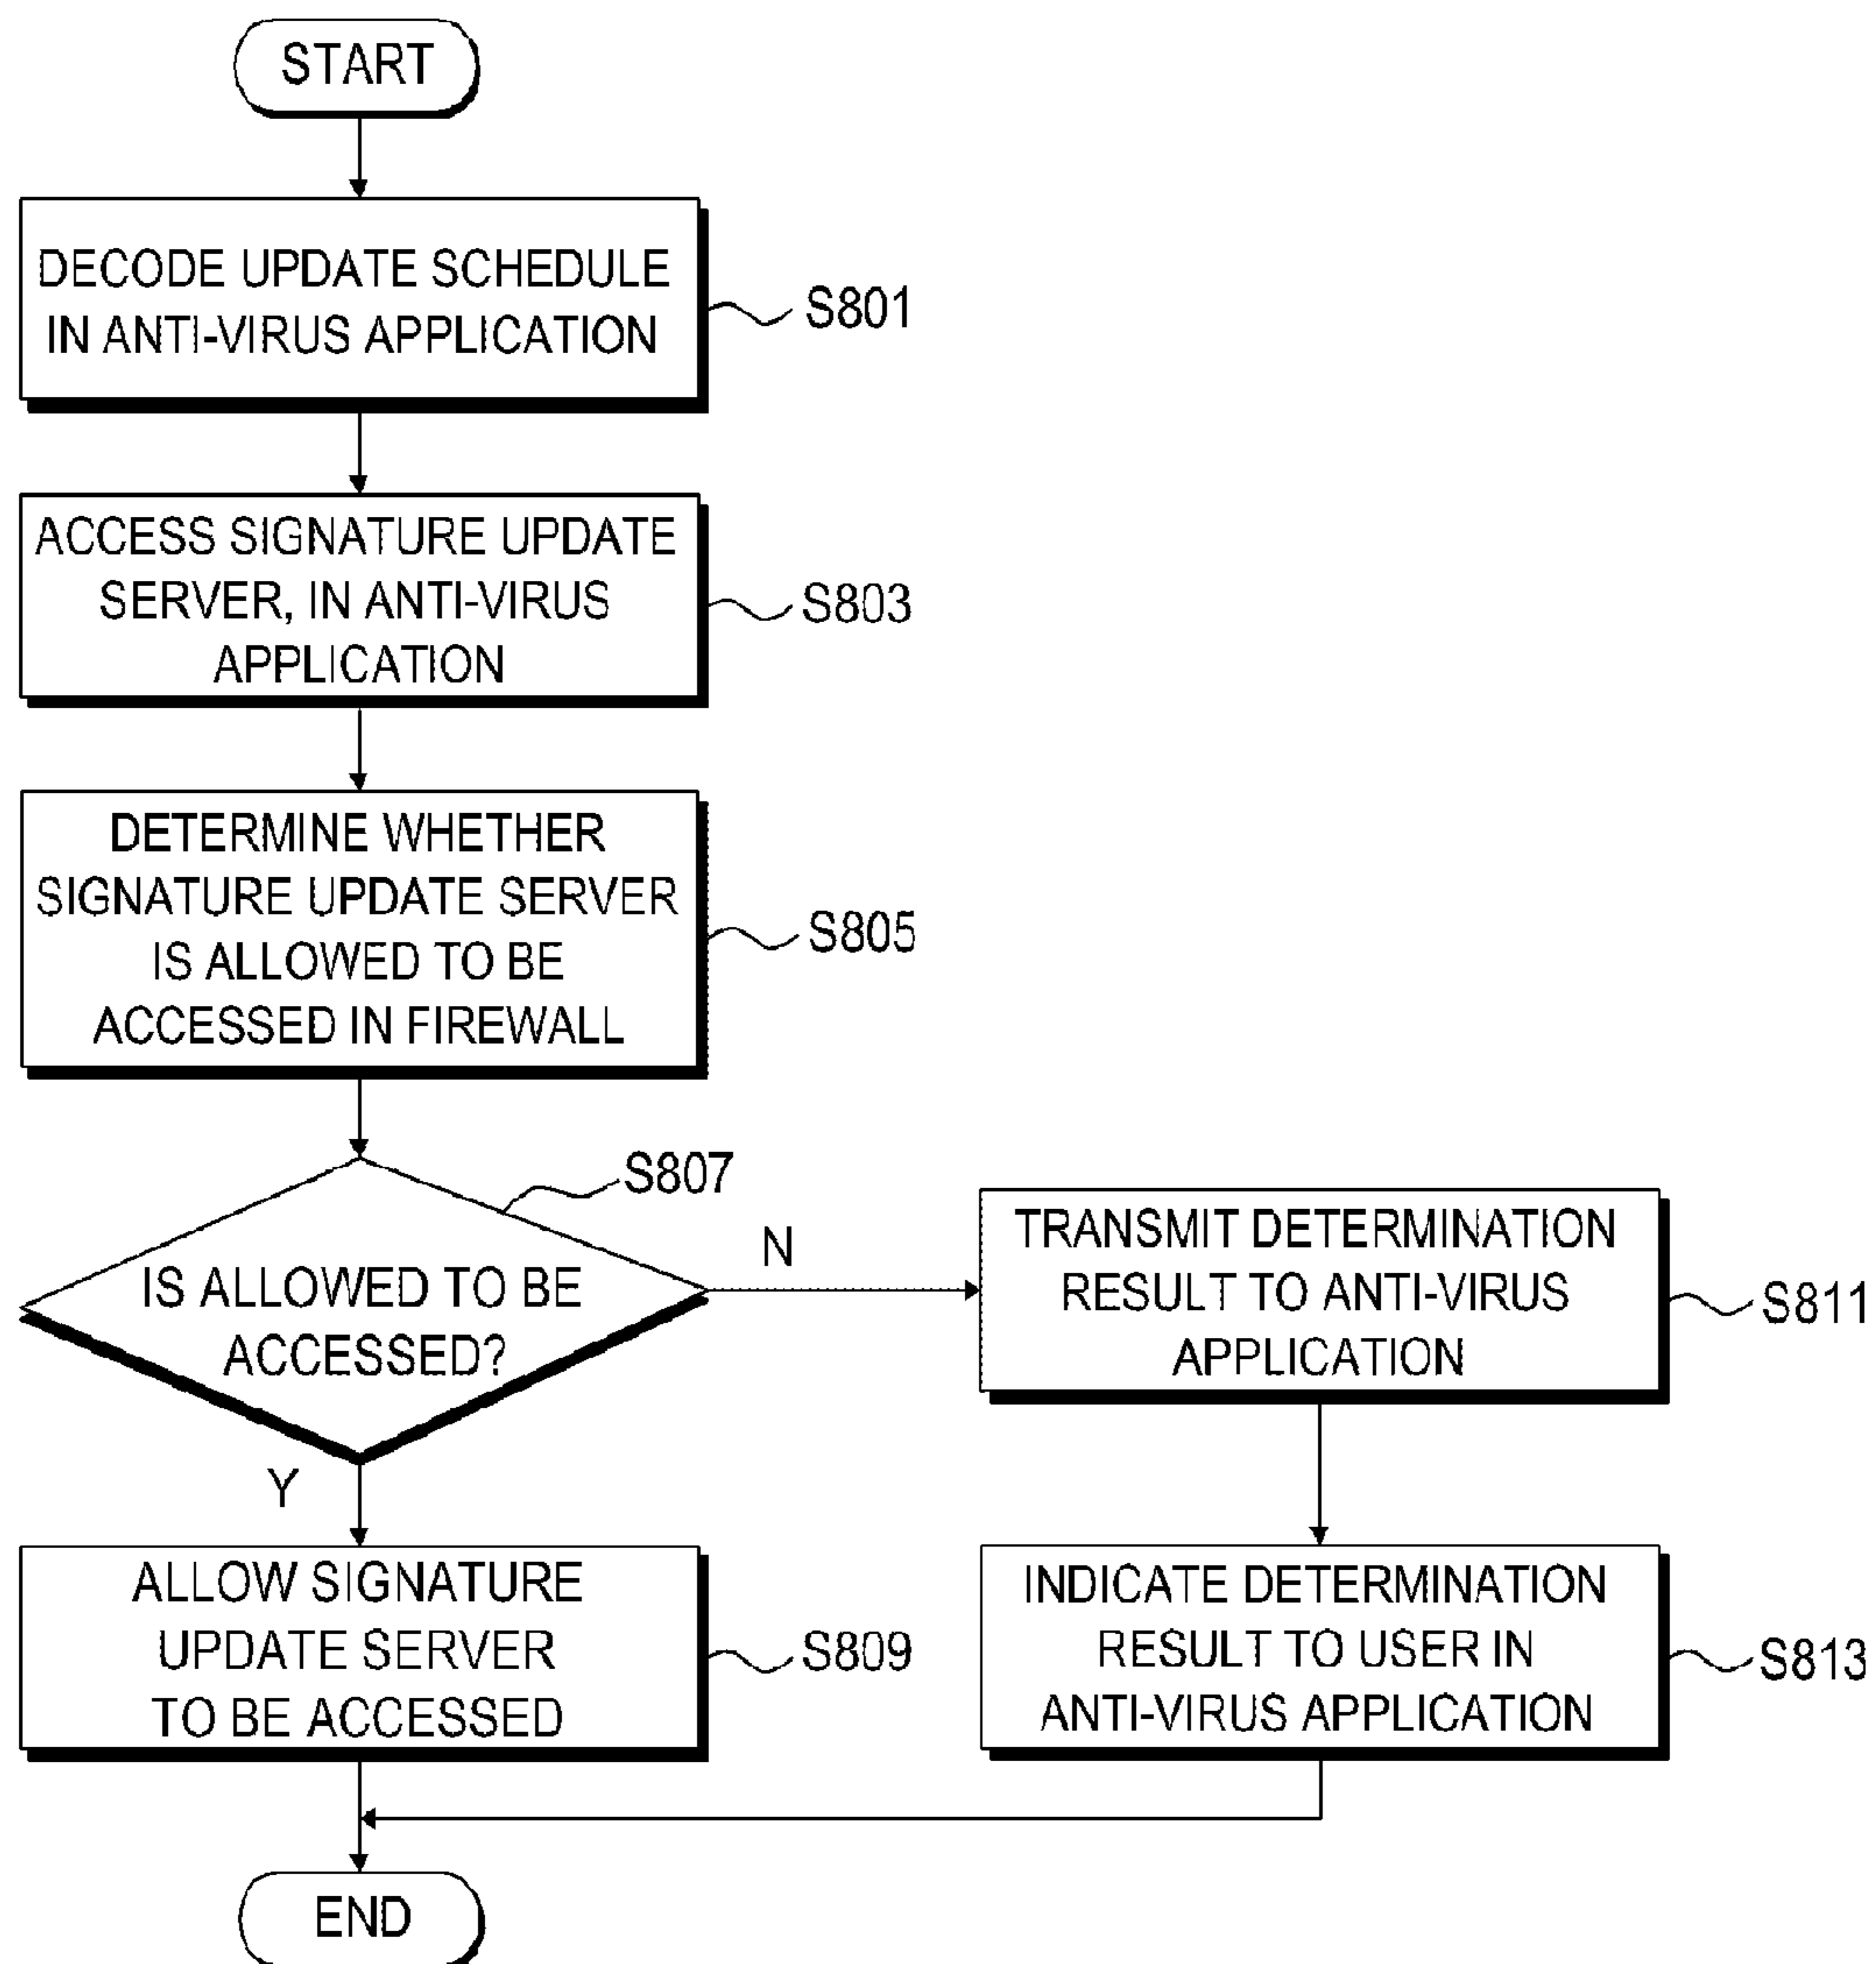 START
DECODE UPDATE SCHEDULE
IN ANTI-VIRUS APPLICATION
S801
ACCESS SIGNATURE UPDATE
SERVER, IN ANTI-VIRUS
APPLICATION
S803
DETERMINE WHETHER
SIGNATURE UPDATE SERVER
IS ALLOWED TO BE
ACCESSED IN FIREWALL
S805
S807
IS ALLOWED TO BE
ACCESSED?
N
Y
TRANSMIT DETERMINATION
RESULT TO ANTI-VIRUS
APPLICATION
S811
ALLOW SIGNATURE
UPDATE SERVER
TO BE ACCESSED
S809
INDICATE DETERMINATION
RESULT TO USER IN
ANTI-VIRUS APPLICATION
S813
END